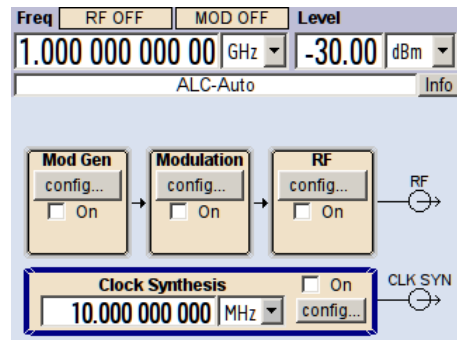 Freq RF OFF MOD OFF Level
1.000 000 000 00 GHz -30.00 dBm
ALC-Auto Info
Mod Gen Modulation RF
config... config... config... RF
On On On
Clock Synthesis On CLK SYN
10.000 000 000 MHz config...